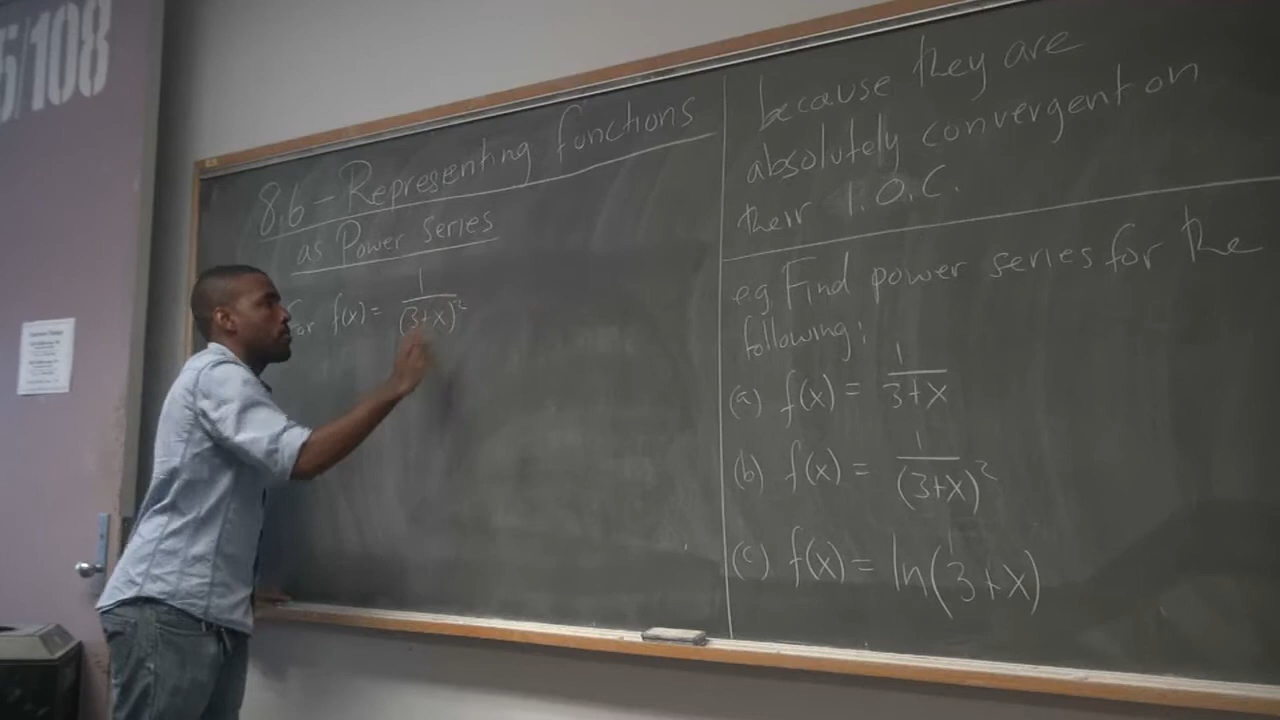 5/108
8.6 – Representing functions
as Power Series
For f(x) = 1/(3+x)²
because they are
absolutely convergent on
their I.O.C.
e.g. Find power series for the
following:
(a) f(x) = 1/3+x
(b) f(x) = 1/(3+x)²
(c) f(x) = ln(3+x)